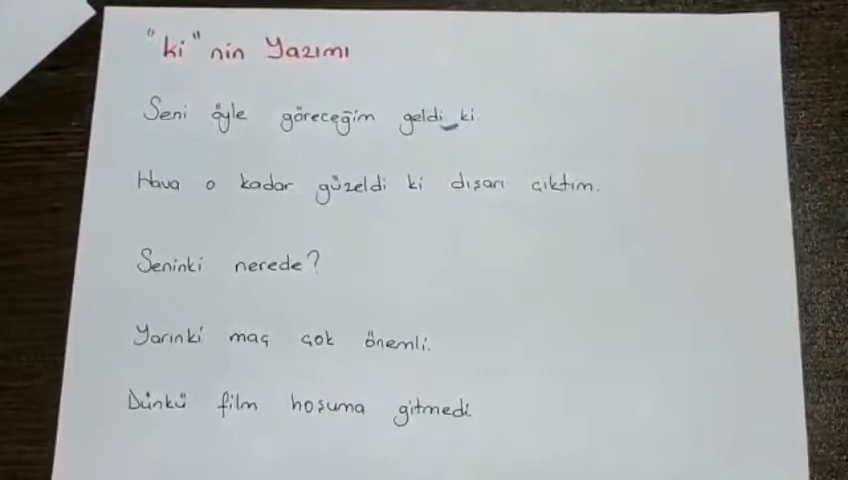 "ki" nin Yazımı
Seni öyle göreceğim geldi ki
Hava o kadar güzeldi ki dışarı çıktım.
Seninki nerede?
Yarınki maç çok önemli.
Dünkü film hoşuma gitmedi.